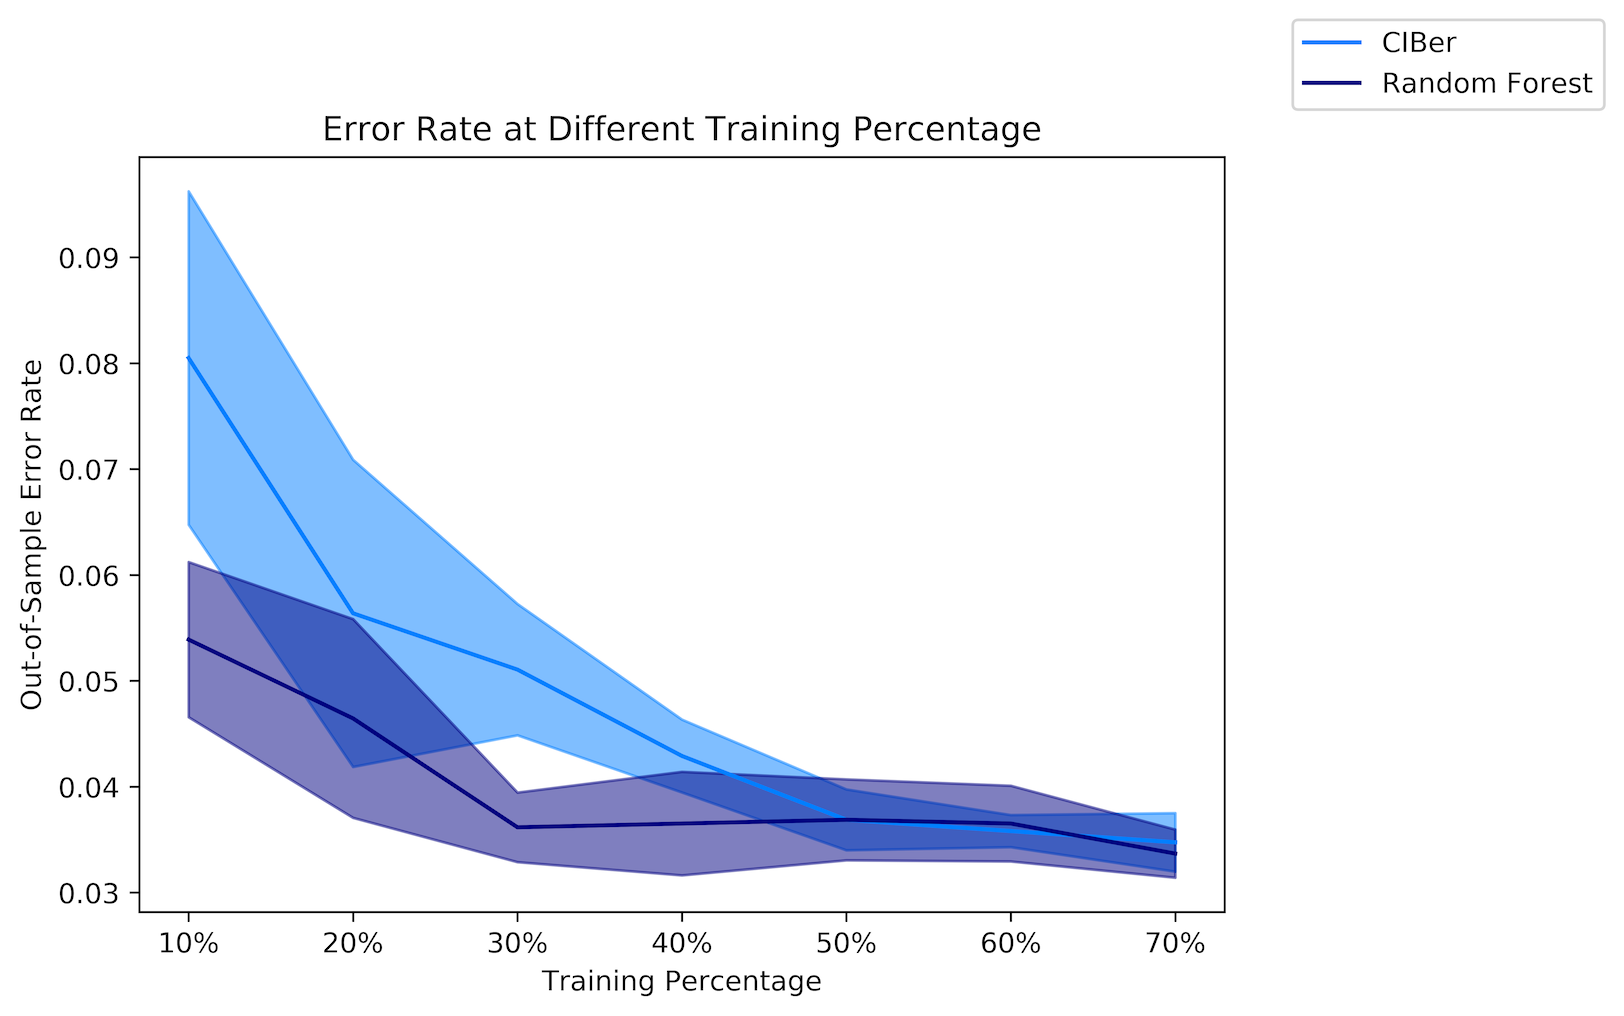 CIBer
Random Forest
Error Rate at Different Training Percentage
Out-of-Sample Error Rate
0.09
0.08
0.07
0.06
0.05
0.04
0.03
10% 20% 30% 40% 50% 60% 70%
Training Percentage